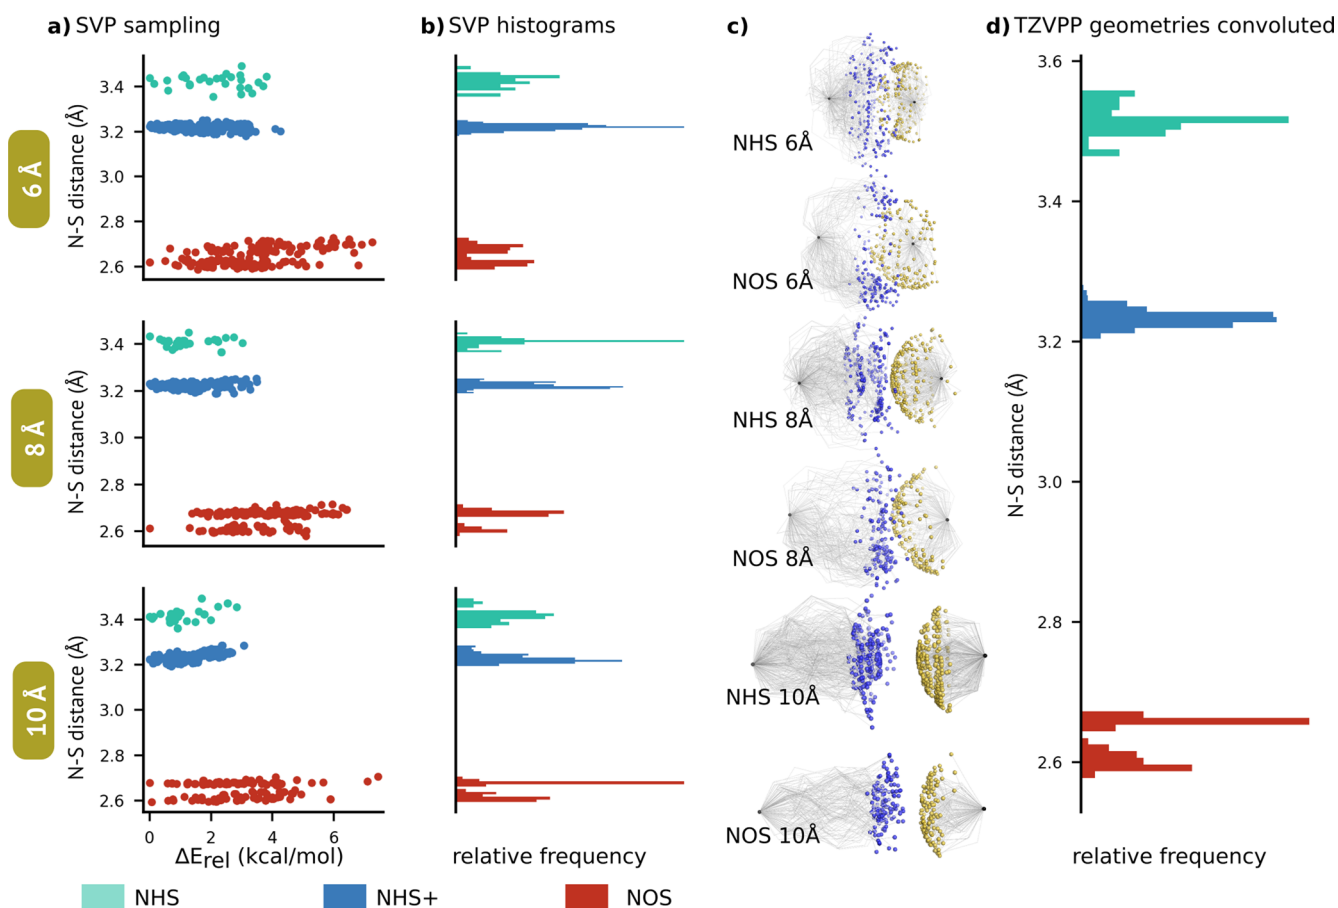 a) SVP sampling
b) SVP histograms
c)
d) TZVPP geometries convoluted
6 Å
N-S distance (Å)
3.4
3.2
3.0
2.8
2.6
8 Å
N-S distance (Å)
3.4
3.2
3.0
2.8
2.6
10 Å
N-S distance (Å)
3.4
3.2
3.0
2.8
2.6
0 2 4 6
ΔErel (kcal/mol)
relative frequency
NHS 6Å
NOS 6Å
NHS 8Å
NOS 8Å
NHS 10Å
NOS 10Å
N-S distance (Å)
3.6
3.4
3.2
3.0
2.8
2.6
relative frequency
NHS NHS+ NOS